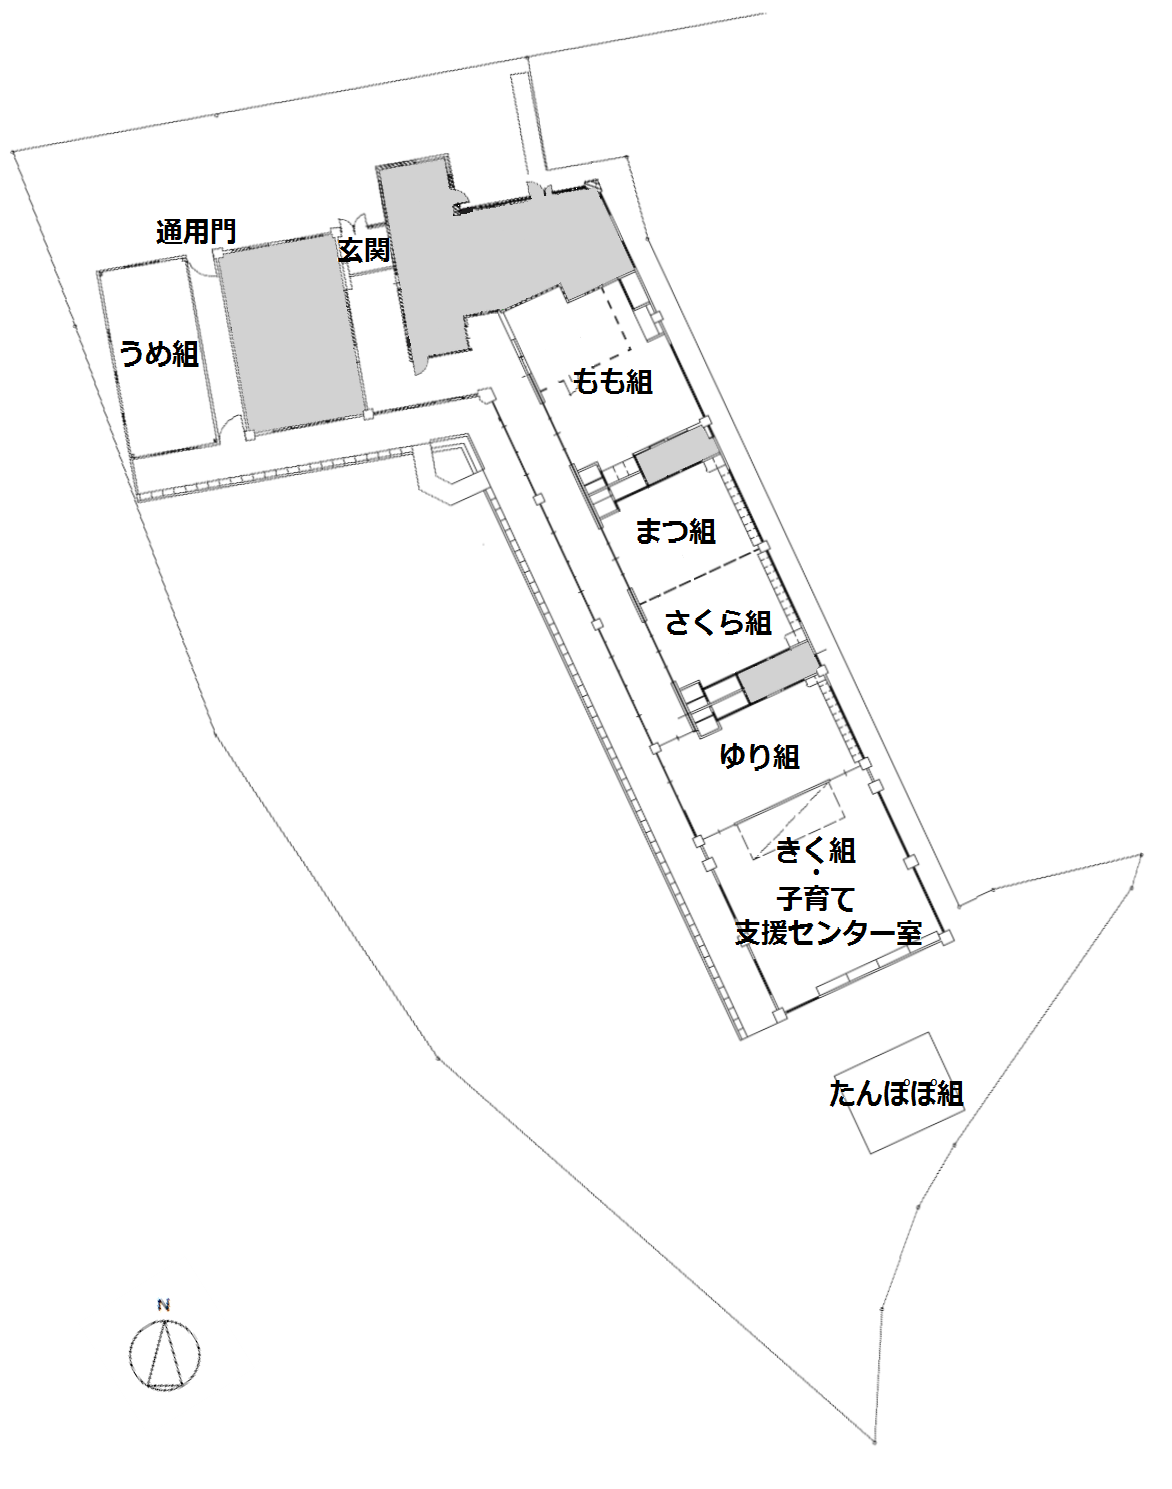 通用門
玄関
うめ組
もも組
まつ組
さくら組
ゆり組
きく組
・
子育て
支援センター室
たんぽぽ組
N